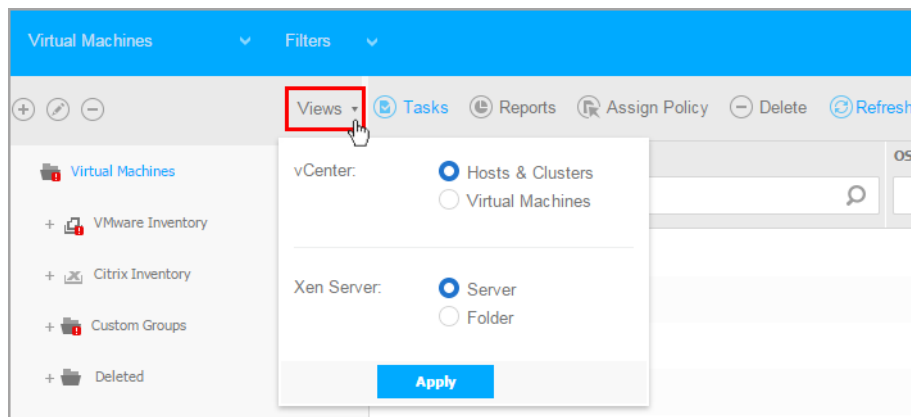 Virtual Machines Filters
Views Tasks Reports Assign Policy Delete Refresh
Virtual Machines
VMware Inventory
Citrix Inventory
Custom Groups
Deleted
vCenter: Hosts & Clusters
Virtual Machines
Xen Server: Server
Folder
Apply
OS